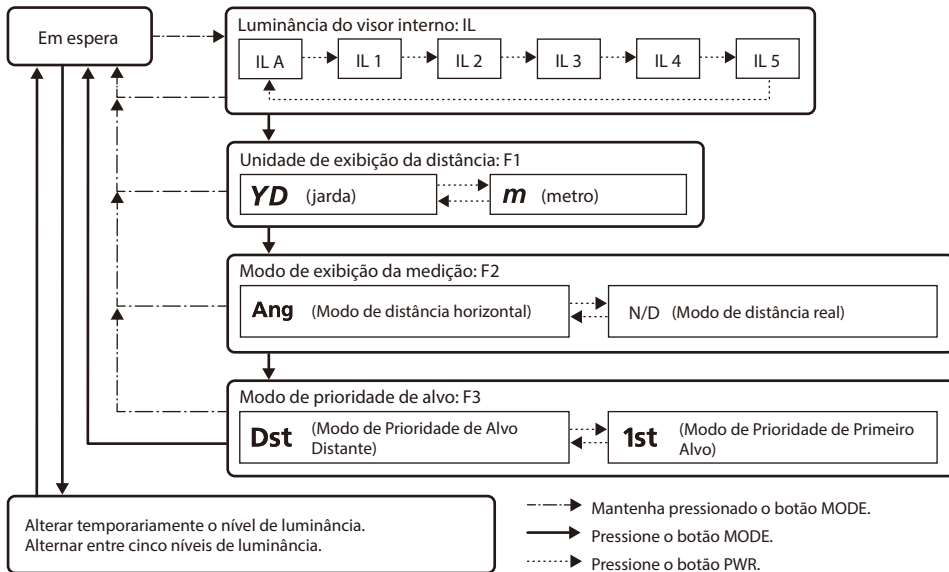 Em espera
Luminância do visor interno: IL
IL A
IL 1
IL 2
IL 3
IL 4
IL 5
Unidade de exibição da distância: F1
YD (jarda)
m (metro)
Modo de exibição da medição: F2
Ang (Modo de distância horizontal)
N/D (Modo de distância real)
Modo de prioridade de alvo: F3
Dst (Modo de Prioridade de Alvo
Distante)
1st (Modo de Prioridade de Primeiro
Alvo)
Alterar temporariamente o nível de luminância.
Alternar entre cinco níveis de luminância.
Mantenha pressionado o botão MODE.
Pressione o botão MODE.
Pressione o botão PWR.